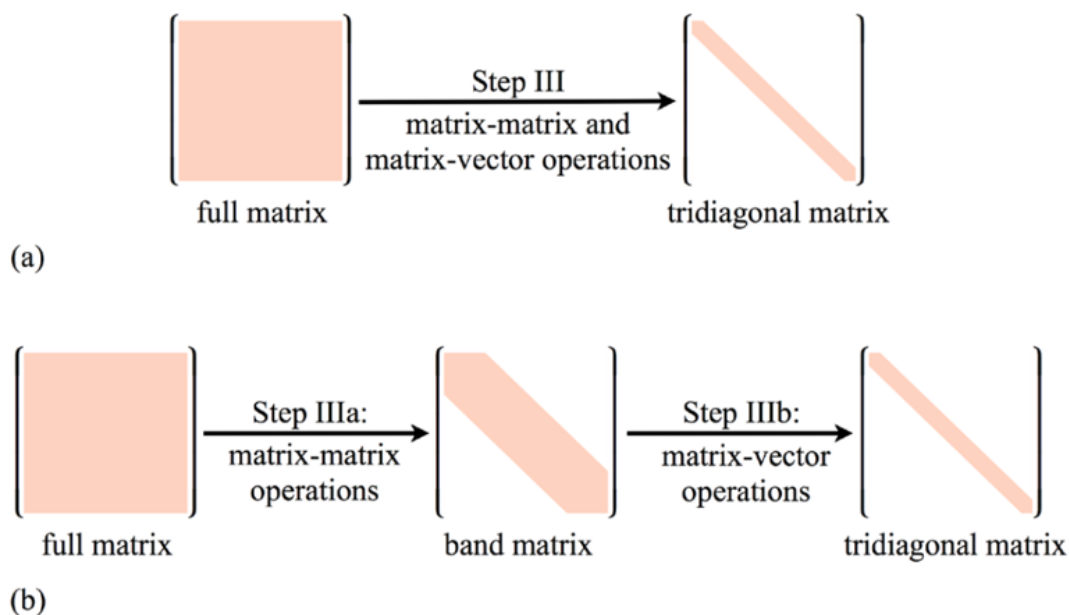 Step III
matrix-matrix and
matrix-vector operations
full matrix
tridiagonal matrix
(a)
Step IIIa:
matrix-matrix
operations
Step IIIb:
matrix-vector
operations
full matrix
band matrix
tridiagonal matrix
(b)